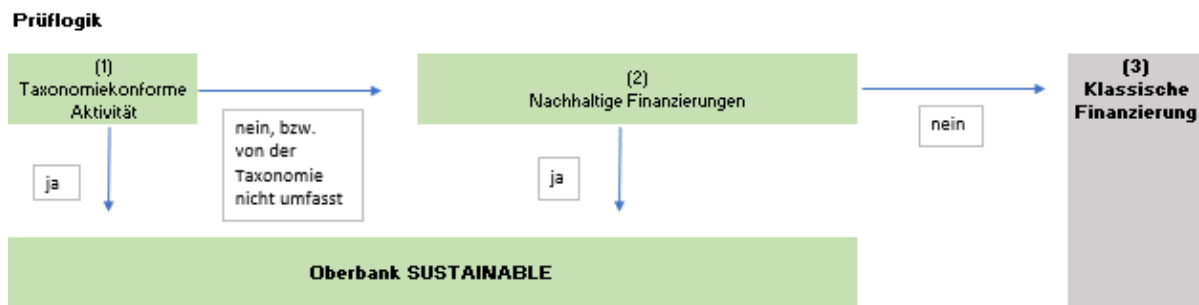 Prüflogik
(1)
Taxonomiekonforme
Aktivität
(2)
Nachhaltige Finanzierungen
(3)
Klassische
Finanzierung
nein, bzw.
von der
Taxonomie
nicht umfasst
nein
ja
ja
Oberbank SUSTAINABLE